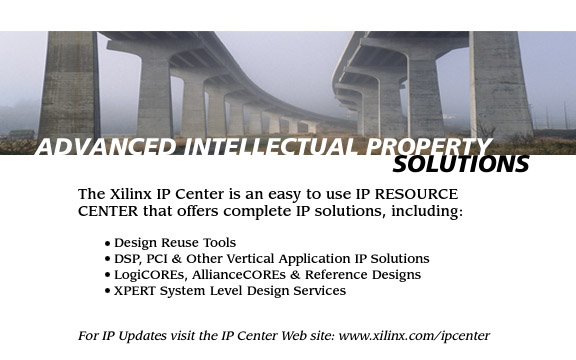 ADVANCED INTELLECTUAL PROPERTY
SOLUTIONS
The Xilinx IP Center is an easy to use IP RESOURCE
CENTER that offers complete IP solutions, including:
• Design Reuse Tools
• DSP, PCI & Other Vertical Application IP Solutions
• LogiCOREs, AllianceCOREs & Reference Designs
• XPERT System Level Design Services
For IP Updates visit the IP Center Web site: www.xilinx.com/ipcenter